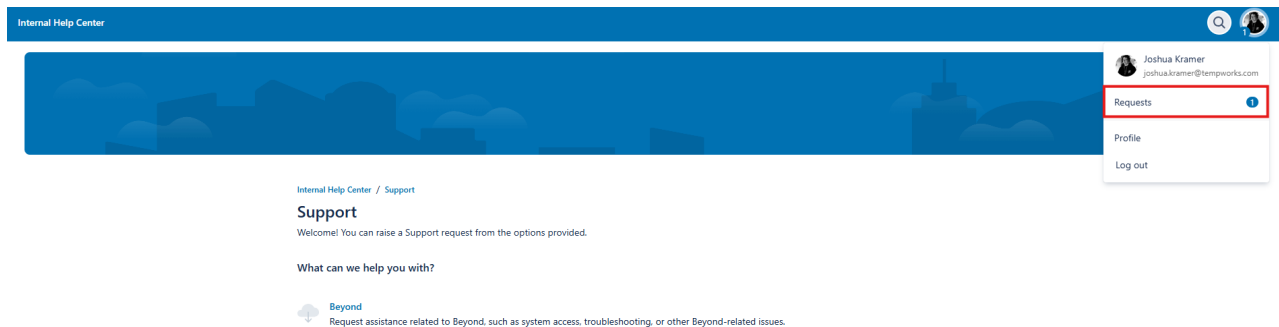 Internal Help Center
1
Joshua Kramer
joshua.kramer@tempworks.com
Requests 1
Profile
Log out
Internal Help Center / Support
Support
Welcome! You can raise a Support request from the options provided.
What can we help you with?
Beyond
Request assistance related to Beyond, such as system access, troubleshooting, or other Beyond-related issues.